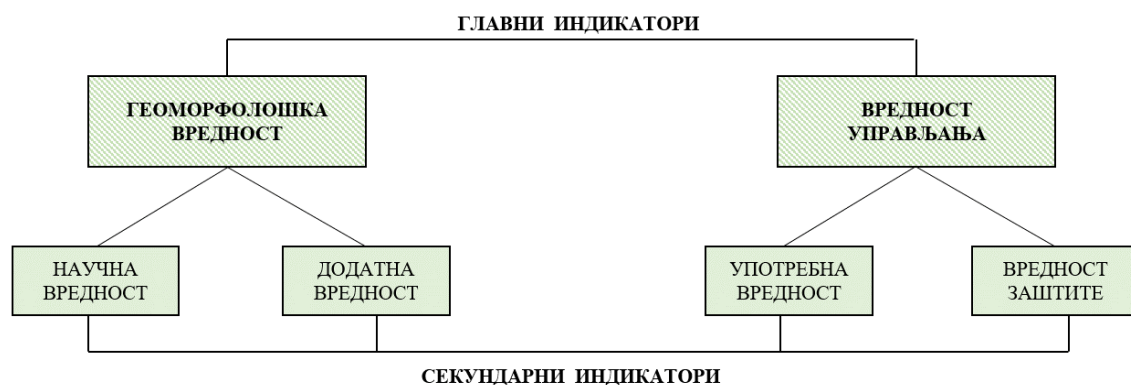 ГЛАВНИ ИНДИКАТОРИ
ГЕОМОРФОЛОШКА
ВРЕДНОСТ
ВРЕДНОСТ
УПРАВЉАЊА
НАУЧНА
ВРЕДНОСТ
ДОДАТНА
ВРЕДНОСТ
УПОТРЕБНА
ВРЕДНОСТ
ВРЕДНОСТ
ЗАШТИТЕ
СЕКУНДАРНИ ИНДИКАТОРИ